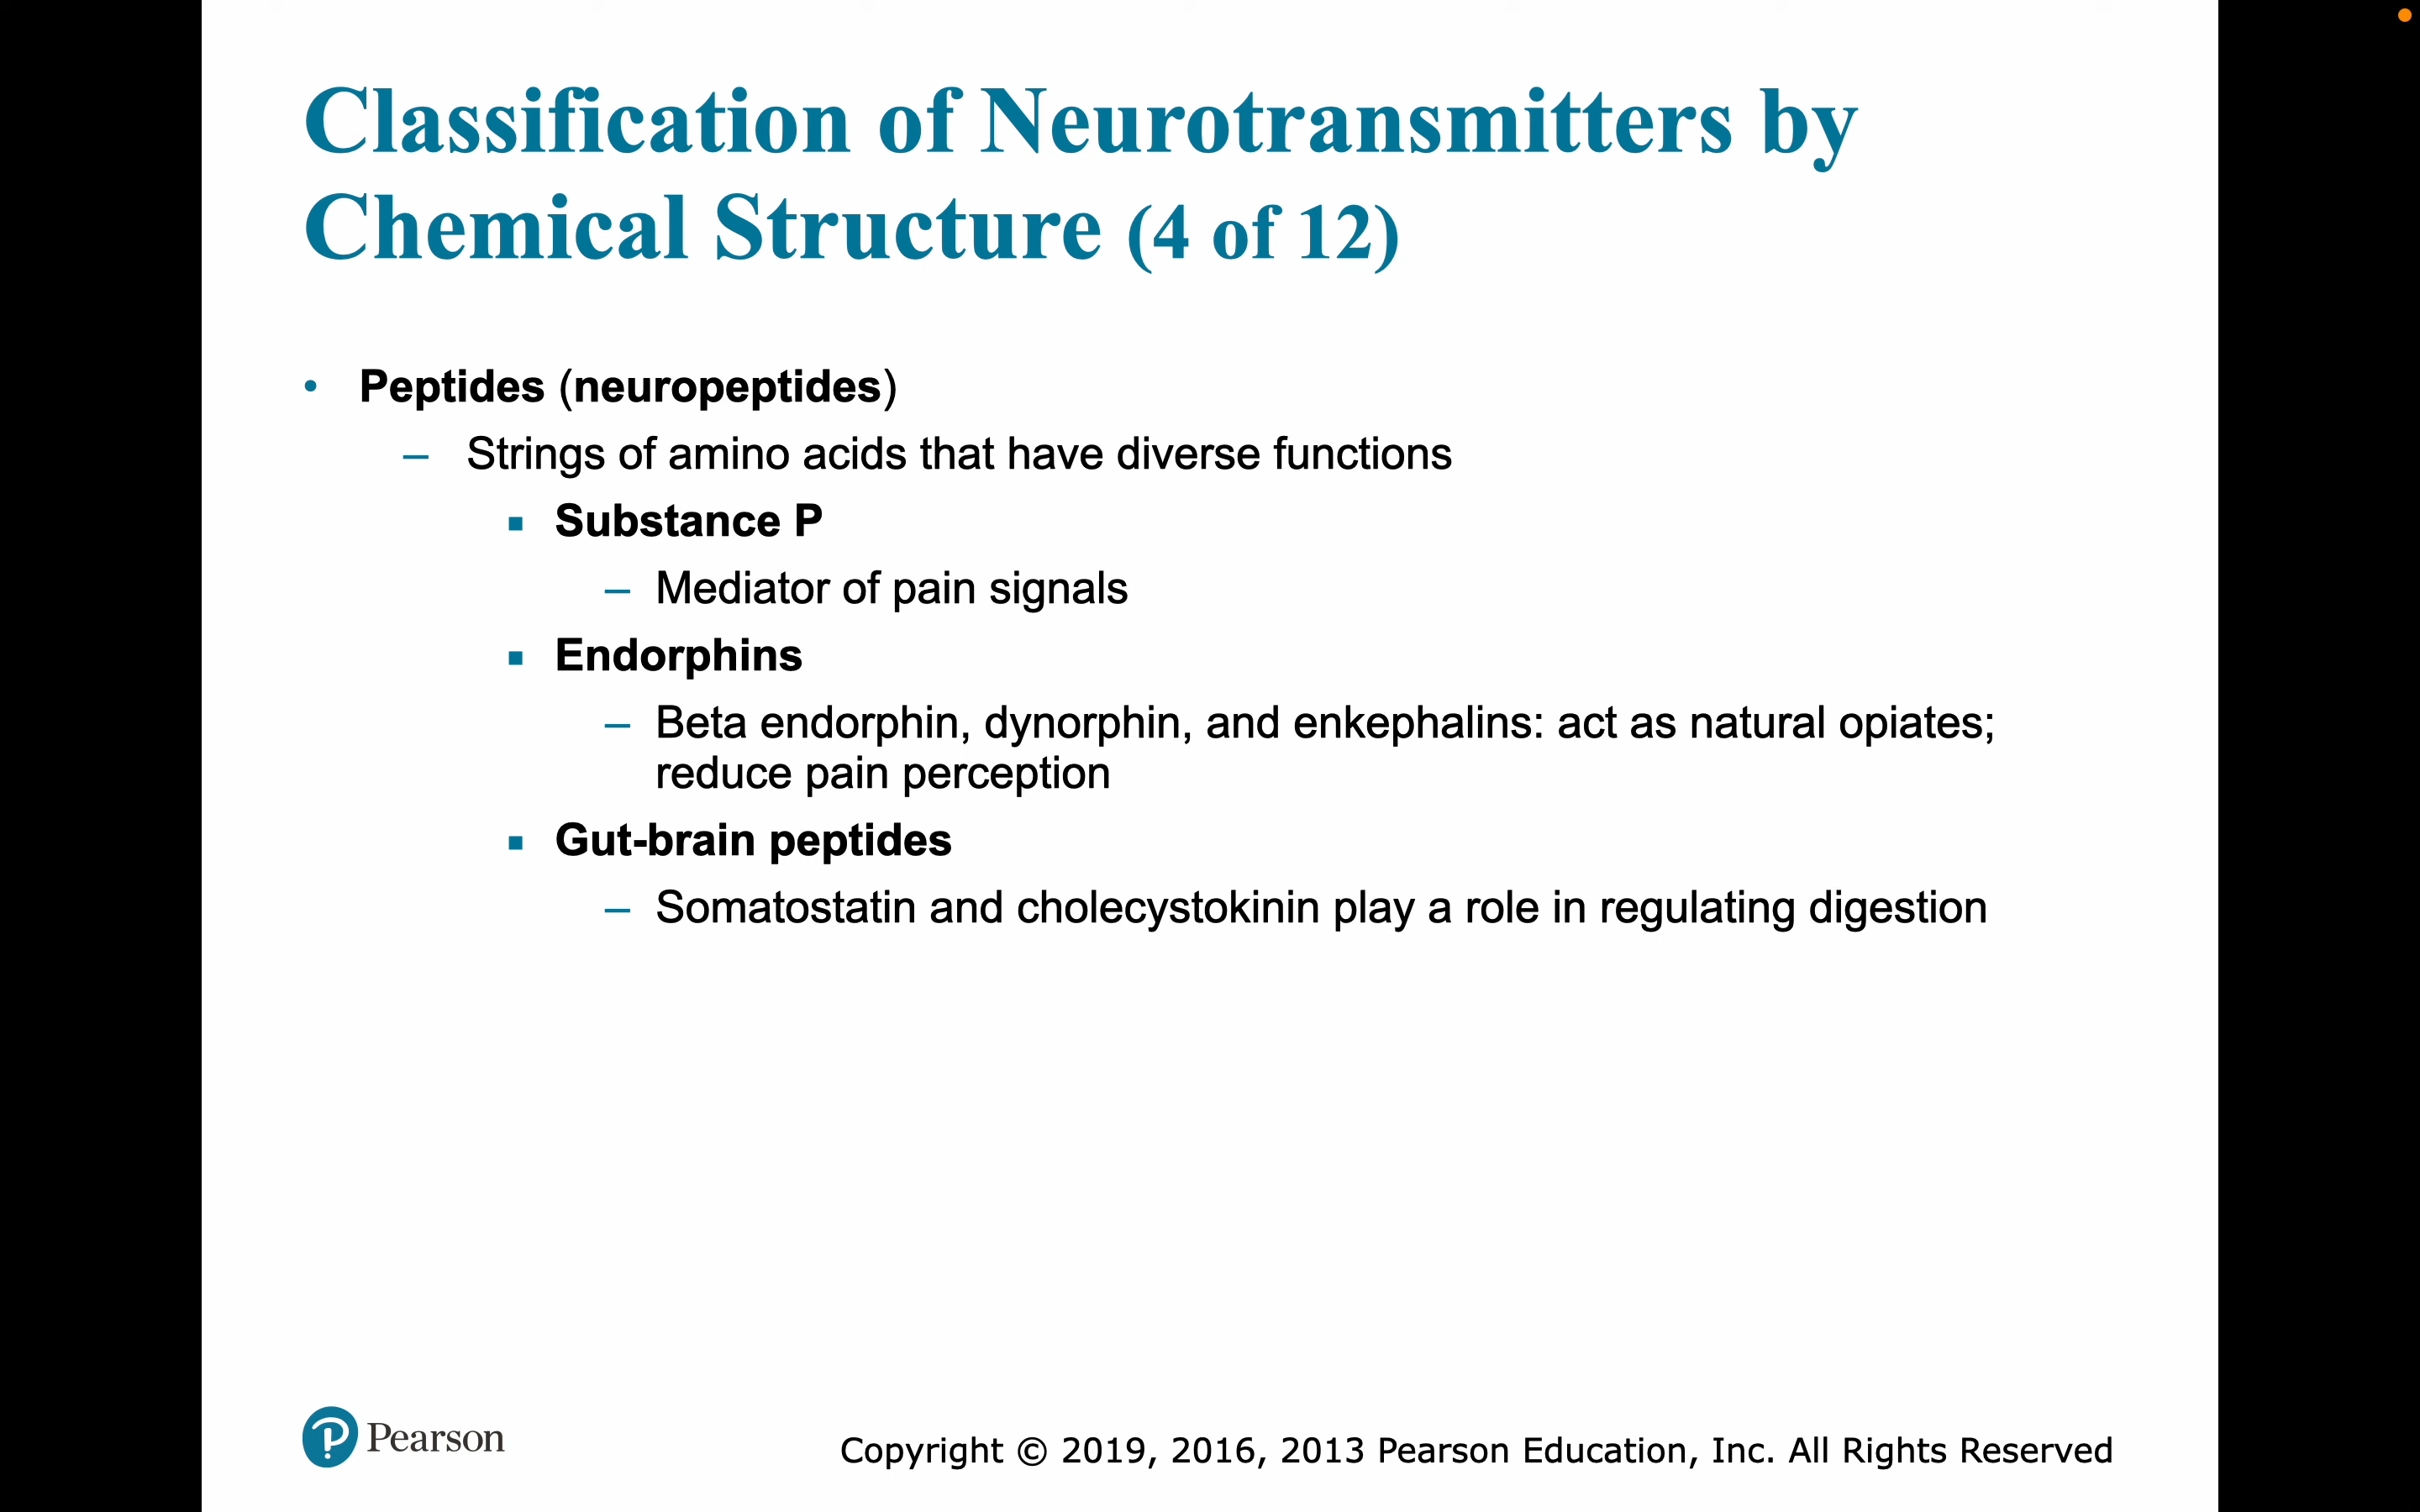 Classification of Neurotransmitters by
Chemical Structure (4 of 12)
• Peptides (neuropeptides)
– Strings of amino acids that have diverse functions
▪ Substance P
– Mediator of pain signals
▪ Endorphins
– Beta endorphin, dynorphin, and enkephalins: act as natural opiates;
reduce pain perception
▪ Gut-brain peptides
– Somatostatin and cholecystokinin play a role in regulating digestion
Pearson
Copyright © 2019, 2016, 2013 Pearson Education, Inc. All Rights Reserved